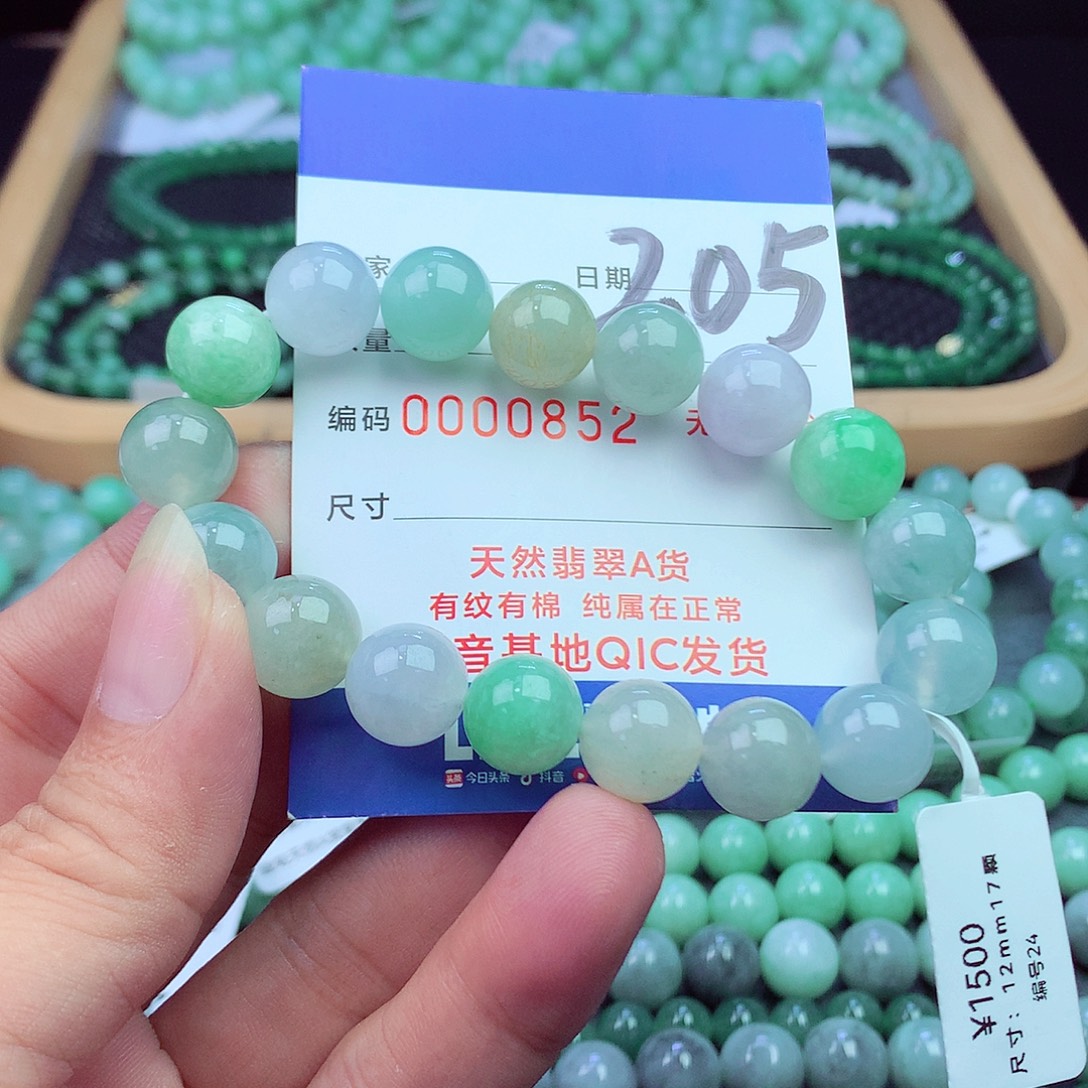 家
日期 205
量
编码 0000852 无
尺寸
天然翡翠A货
有纹有棉 纯属在正常
音基地QIC发货
今日头条 抖音
¥1500
尺寸：12mm17颗
编号24